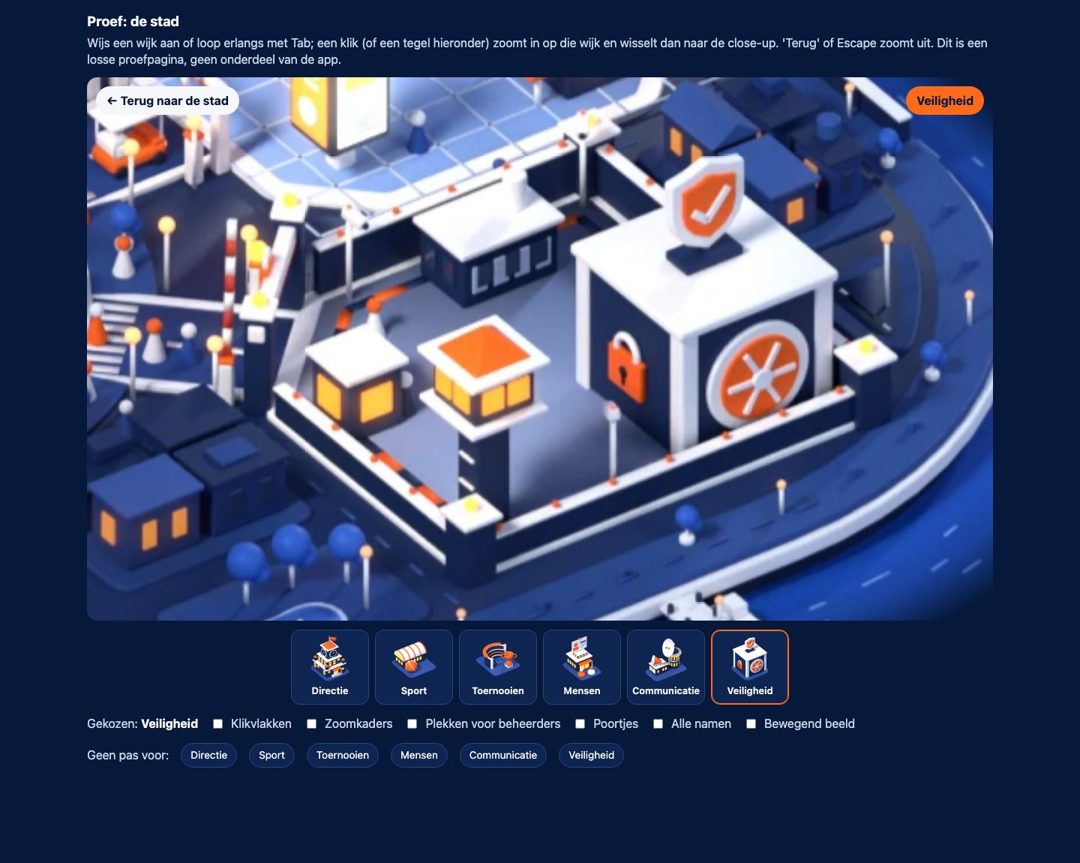 Proef: de stad
Wijs een wijk aan of loop erlangs met Tab; een klik (of een tegel hieronder) zoomt in op die wijk en wisselt dan naar de close-up. 'Terug' of Escape zoomt uit. Dit is een
losse proefpagina, geen onderdeel van de app.
← Terug naar de stad
Veiligheid
Directie
Sport
Toernooien
Mensen
Communicatie
Veiligheid
Gekozen: Veiligheid Klikvlakken Zoomkaders Plekken voor beheerders Poortjes Alle namen Bewegend beeld
Geen pas voor: Directie Sport Toernooien Mensen Communicatie Veiligheid